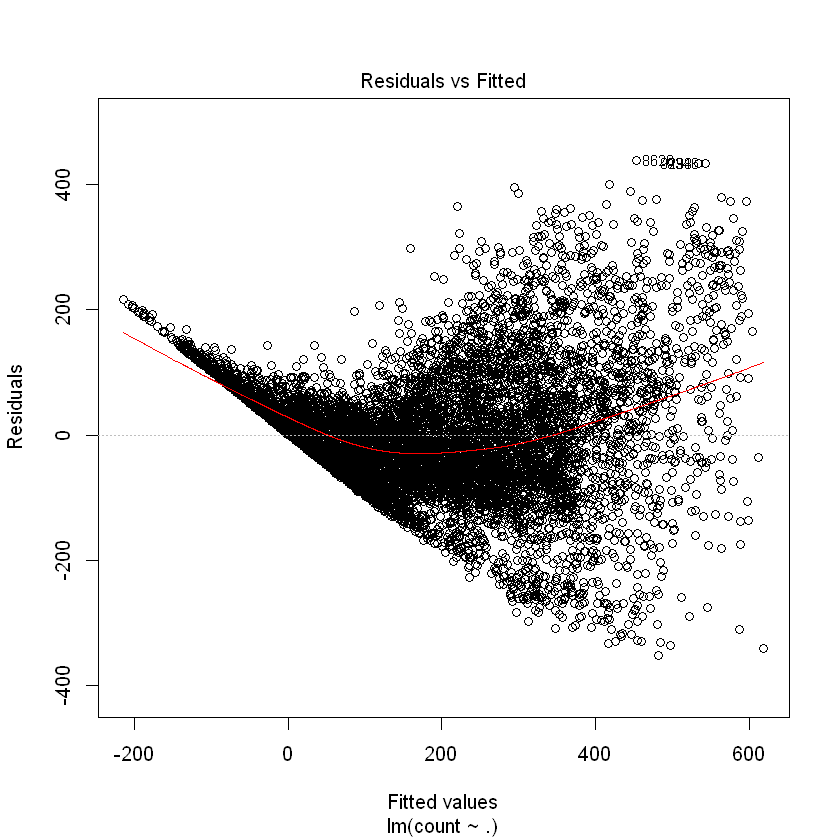 Residuals vs Fitted
400
200
0
-200
-400
Residuals
-200
0
200
400
600
Fitted values
lm(count ~ .)